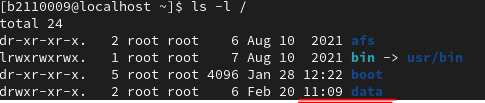 [b2110009@localhost ~]$ ls -l /
total 24
dr-xr-xr-x.   2 root root    6 Aug 10  2021 afs
lrwxrwxrwx.   1 root root    7 Aug 10  2021 bin -> usr/bin
dr-xr-xr-x.   5 root root 4096 Jan 28 12:22 boot
drwxr-xr-x.   2 root root    6 Feb 20 11:09 data